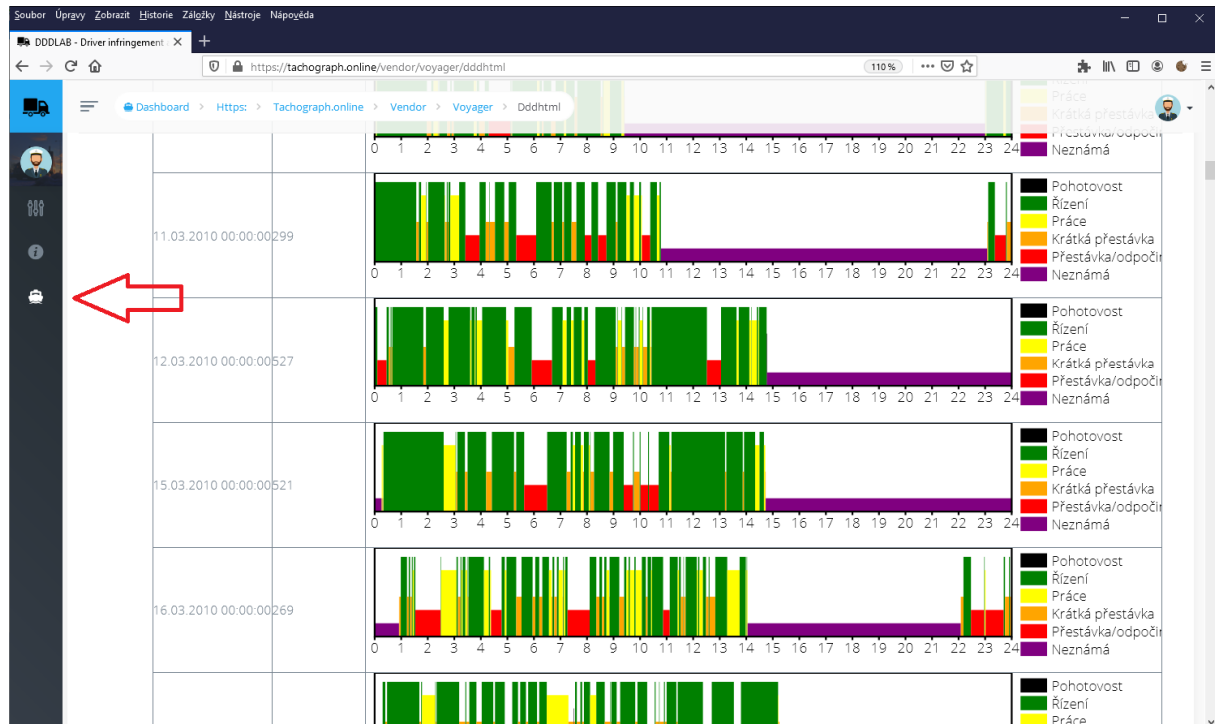 Soubor Úpravy Zobrazit Historie Záložky Nástroje Nápověda
DDDLAB - Driver infringement
https://tachograph.online/vendor/voyager/dddhtml 110 %
Dashboard > Https: > Tachograph.online > Vendor > Voyager > Dddhtml
Práce
Krátká přestávka
Přestávka/odpočin
0 1 2 3 4 5 6 7 8 9 10 11 12 13 14 15 16 17 18 19 20 21 22 23 24 Neznámá
11.03.2010 00:00:00 299
Pohotovost
Řízení
Práce
Krátká přestávka
Přestávka/odpočin
0 1 2 3 4 5 6 7 8 9 10 11 12 13 14 15 16 17 18 19 20 21 22 23 24 Neznámá
12.03.2010 00:00:00 527
Pohotovost
Řízení
Práce
Krátká přestávka
Přestávka/odpočin
0 1 2 3 4 5 6 7 8 9 10 11 12 13 14 15 16 17 18 19 20 21 22 23 24 Neznámá
15.03.2010 00:00:00 521
Pohotovost
Řízení
Práce
Krátká přestávka
Přestávka/odpočin
0 1 2 3 4 5 6 7 8 9 10 11 12 13 14 15 16 17 18 19 20 21 22 23 24 Neznámá
16.03.2010 00:00:00 269
Pohotovost
Řízení
Práce
Krátká přestávka
Přestávka/odpočin
0 1 2 3 4 5 6 7 8 9 10 11 12 13 14 15 16 17 18 19 20 21 22 23 24 Neznámá
Pohotovost
Řízení
Práce